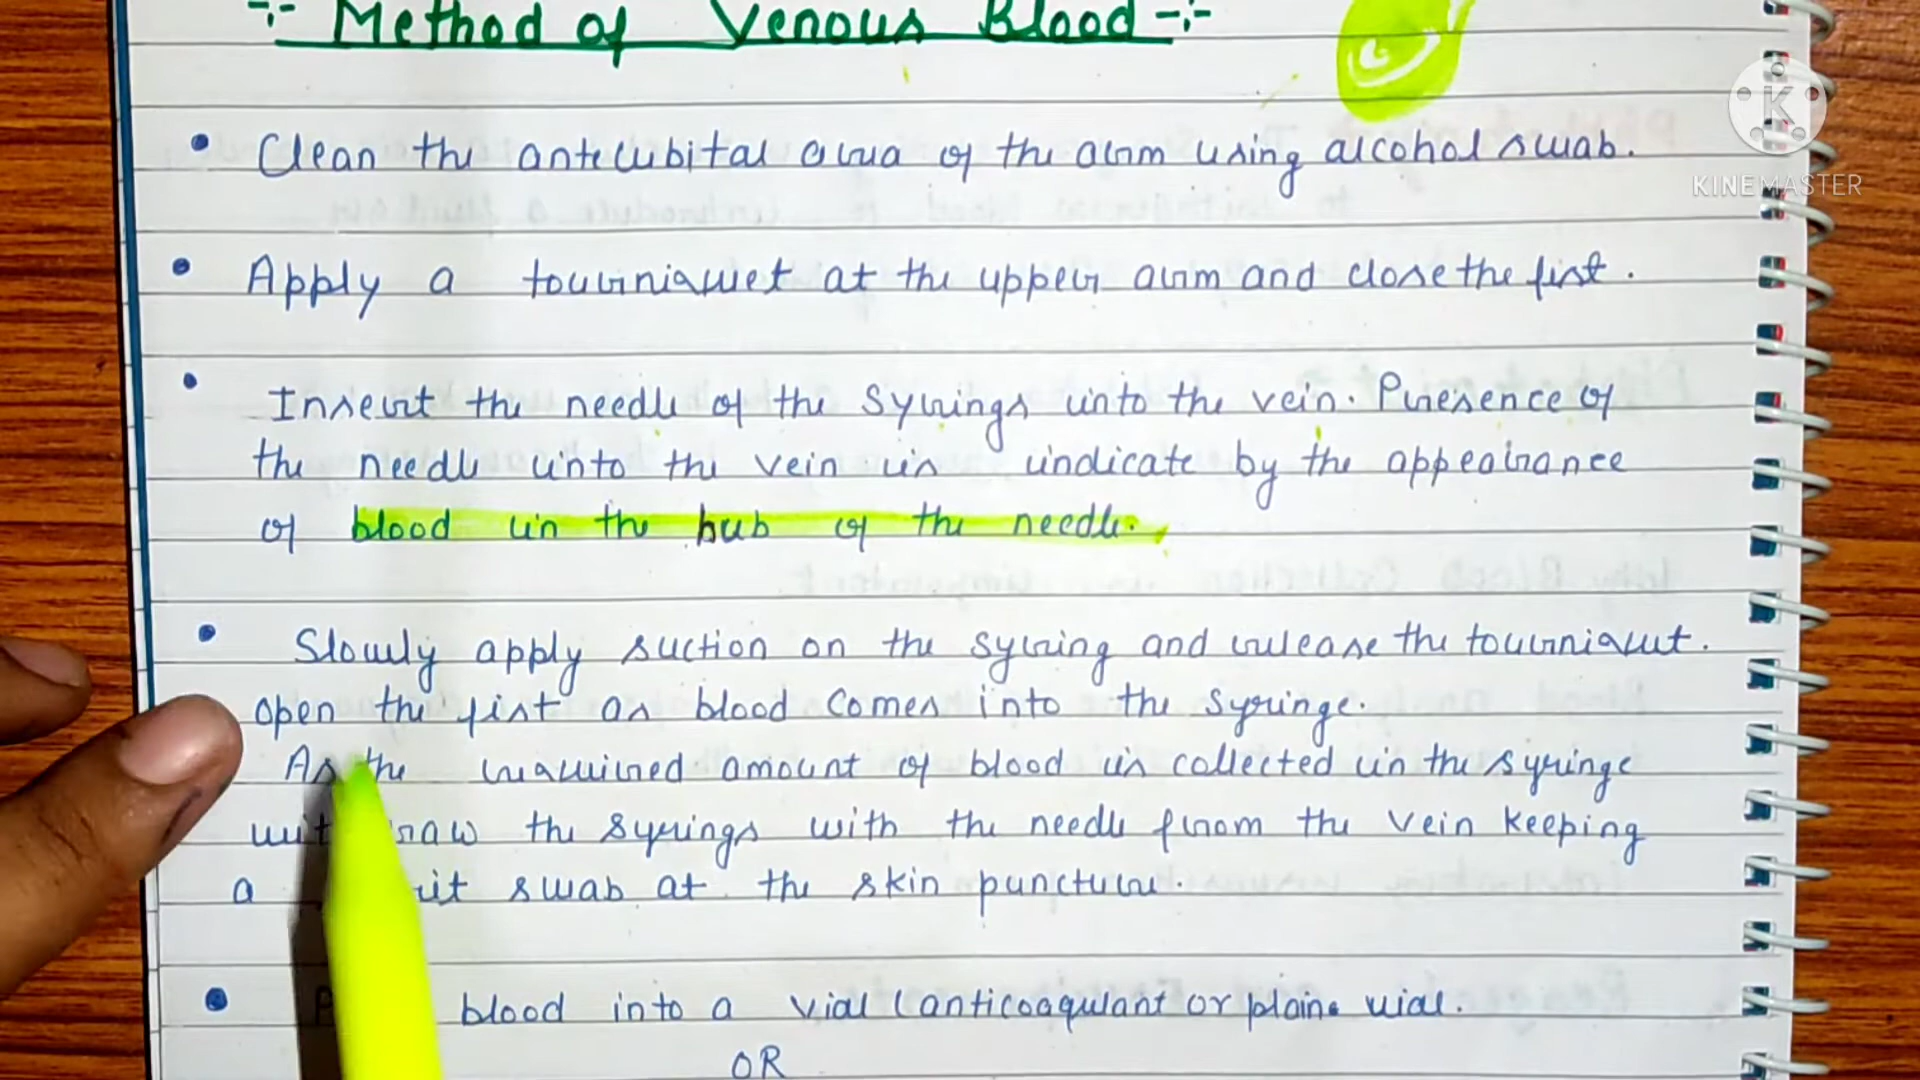 -:- Method of Venous Blood -:-
• Clean the antecubital area of the arm using alcohol swab.
• Apply a tourniquet at the upper arm and close the fist.
• Insert the needle of the Syrings into the vein. Presence of
the needle into the vein is indicate by the appearance
of blood in the hub of the needle.
• Slowly apply suction on the syring and release the tourniquet.
open the fist as blood comes into the syringe.
As the required amount of blood is collected in the syringe
draw the syrings with the needle from the vein keeping
a swab at the skin puncture.
• blood into a vial (anticoagulant or plain vial.
OR
K
KINEMASTER